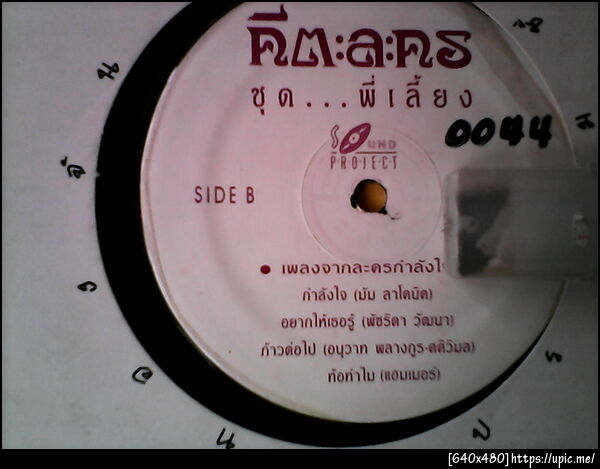 คีตะละคร
ชุด...พี่เลี้ยง
0044
SOUND
PROJECT
SIDE B
● เพลงจากละครกำลังใ
กำลังใจ (มัม ลาโคนิค)
อยากให้เธอรู้ (พัชริดา วัฒนา)
ก้าวต่อไป (อนุวาท พลางกูร-ศศิวิมล)
ท้อทำไม (แฮมเมอร์)
[640x480]https://upic.me/